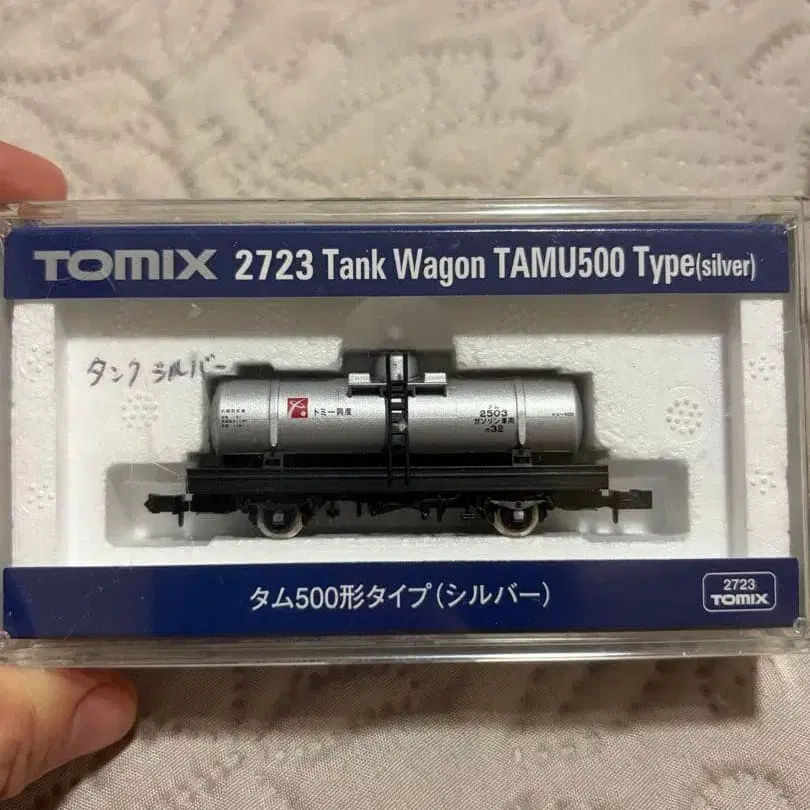 TOMIX 2723 Tank Wagon TAMU500 Type(silver)
タンク シルバー
トミー興産
2503
ガソリン専用
タム500形タイプ(シルバー)
2723
TOMIX